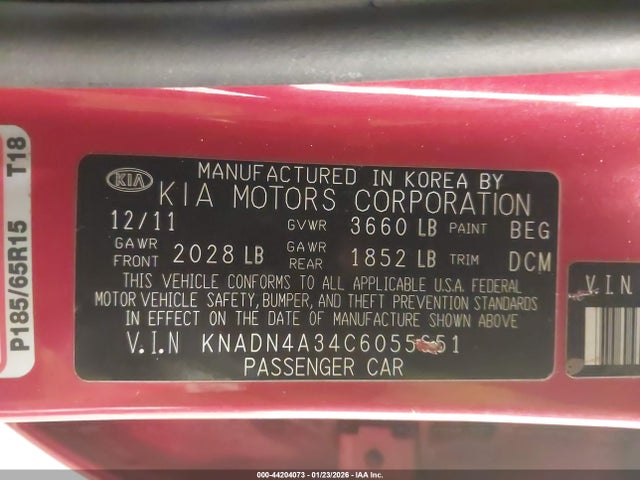 P185/65R15 T18
KIA
MANUFACTURED IN KOREA BY
KIA MOTORS CORPORATION
12/11 GVWR 3660 LB PAINT BEG
GAWR FRONT 2028 LB GAWR REAR 1852 LB TRIM DCM
THIS VEHICLE CONFORMS TO ALL APPLICABLE U.S.A. FEDERAL
MOTOR VEHICLE SAFETY, BUMPER, AND THEFT PREVENTION STANDARDS
IN EFFECT ON THE DATE OF MANUFACTURE SHOWN ABOVE
V.I.N KNADN4A34C6055651
PASSENGER CAR
V.I.N
000-44204073 - 01/23/2026 - IAA Inc.